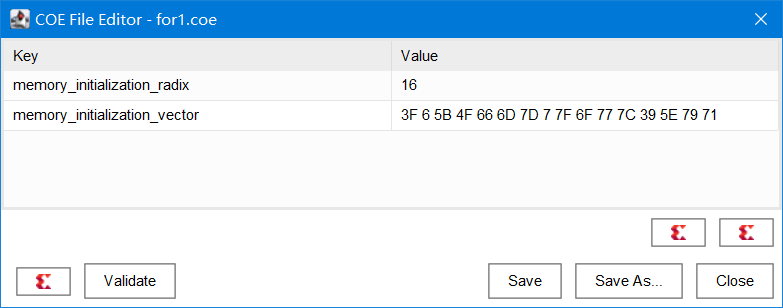 COE File Editor - for1.coe
Key Value
memory_initialization_radix 16
memory_initialization_vector 3F 6 5B 4F 66 6D 7D 7 7F 6F 77 7C 39 5E 79 71
Validate Save Save As... Close